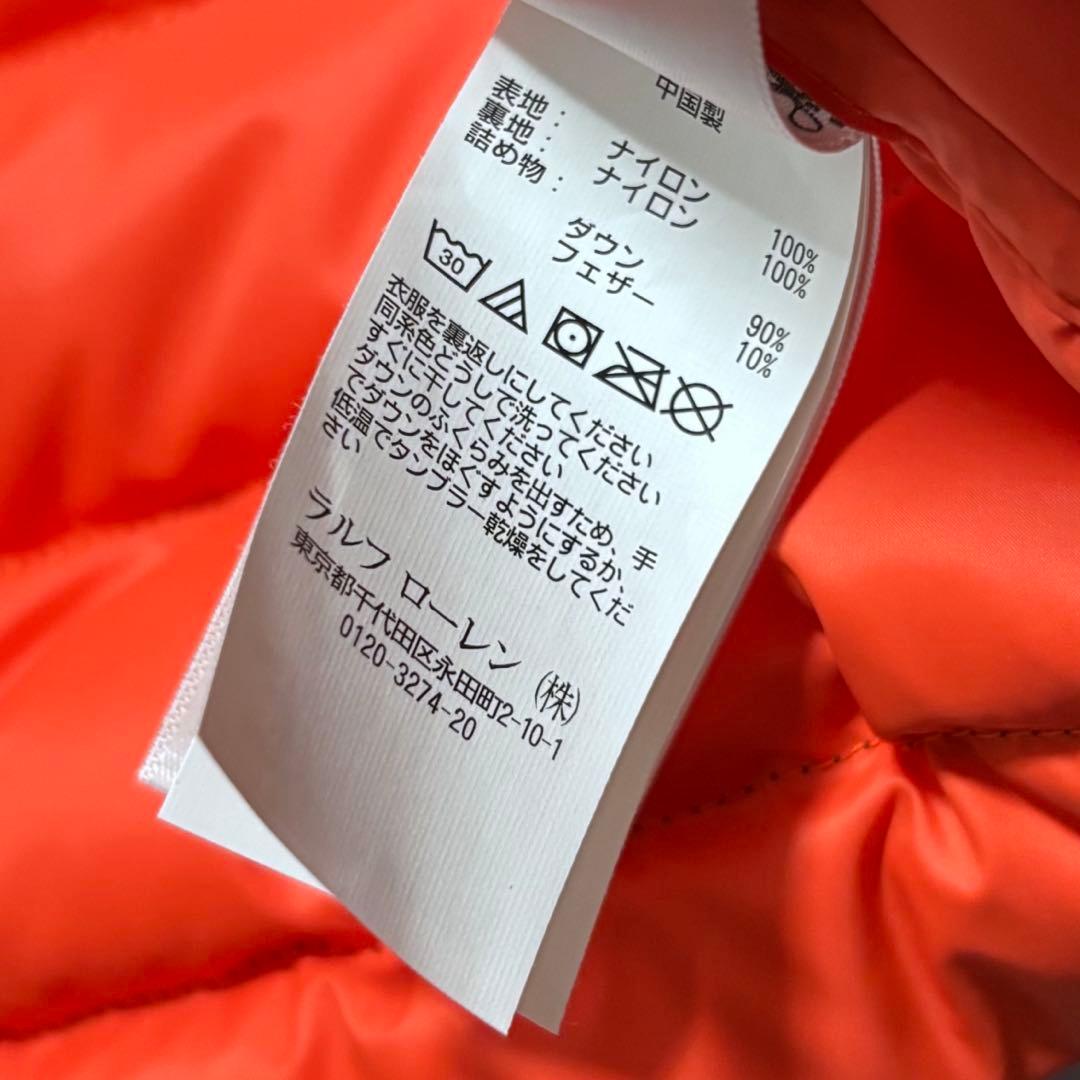 中国製
表地：
裏地：
詰め物：
ナイロン 100%
ナイロン 100%
ダウン 90%
フェザー 10%
30
衣服を裏返しにしてください
同系色どうしで洗ってください
すぐに干してください
ダウンのふくらみを出すため、手
でダウンをほぐすようにするか、
低温でタンブラー乾燥をしてくだ
さい
ラルフ ローレン (株)
東京都千代田区永田町2-10-1
0120-3274-20